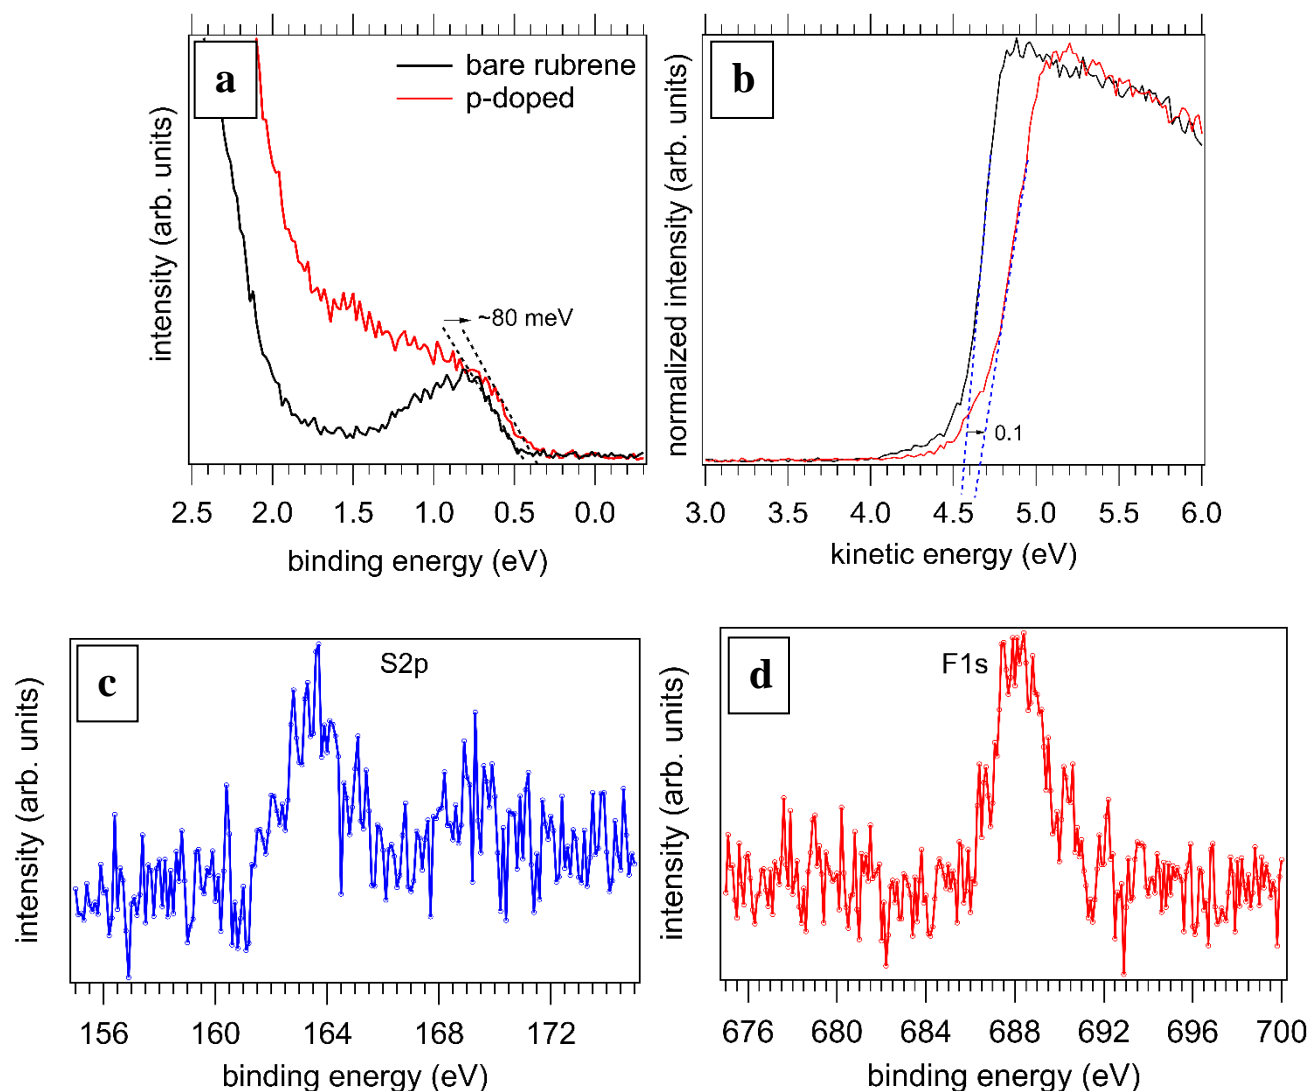 a
bare rubrene
p-doped
~80 meV
intensity (arb. units)
2.5 2.0 1.5 1.0 0.5 0.0
binding energy (eV)
b
0.1
normalized intensity (arb. units)
3.0 3.5 4.0 4.5 5.0 5.5 6.0
kinetic energy (eV)
c
S2p
intensity (arb. units)
156 160 164 168 172
binding energy (eV)
d
F1s
intensity (arb. units)
676 680 684 688 692 696 700
binding energy (eV)